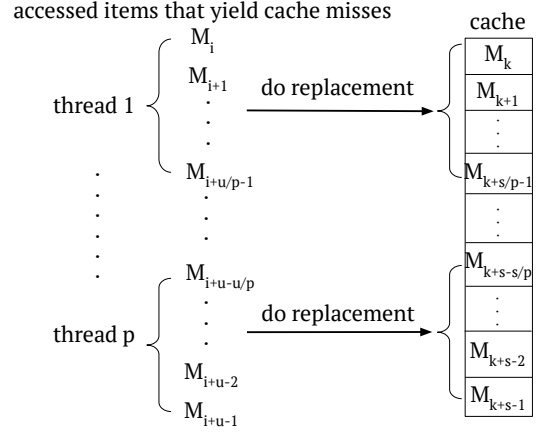 accessed items that yield cache misses
cache
M_i
M_{i+1}
thread 1
do replacement
M_{i+u/p-1}
M_k
M_{k+1}
M_{k+s/p-1}
M_{i+u-u/p}
thread p
do replacement
M_{i+u-2}
M_{i+u-1}
M_{k+s-s/p}
M_{k+s-2}
M_{k+s-1}